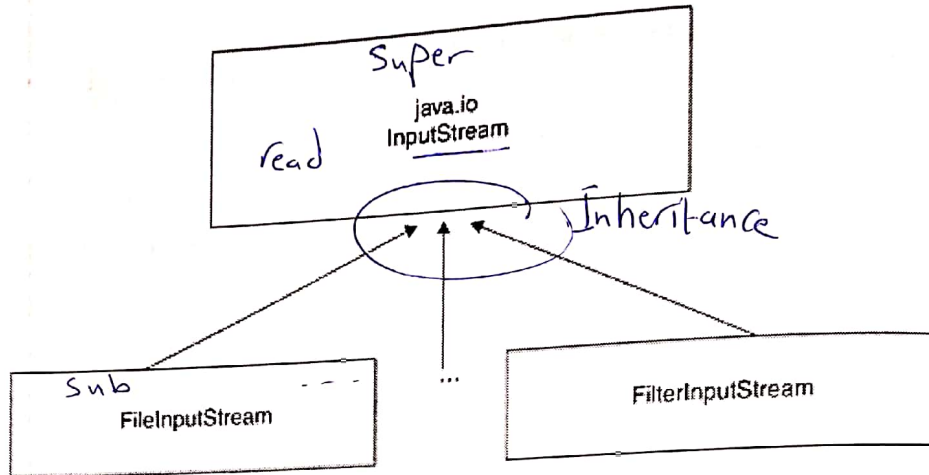 Super
java.io
InputStream
read
Inheritance
Sub - - - -
...
FileInputStream
FilterInputStream